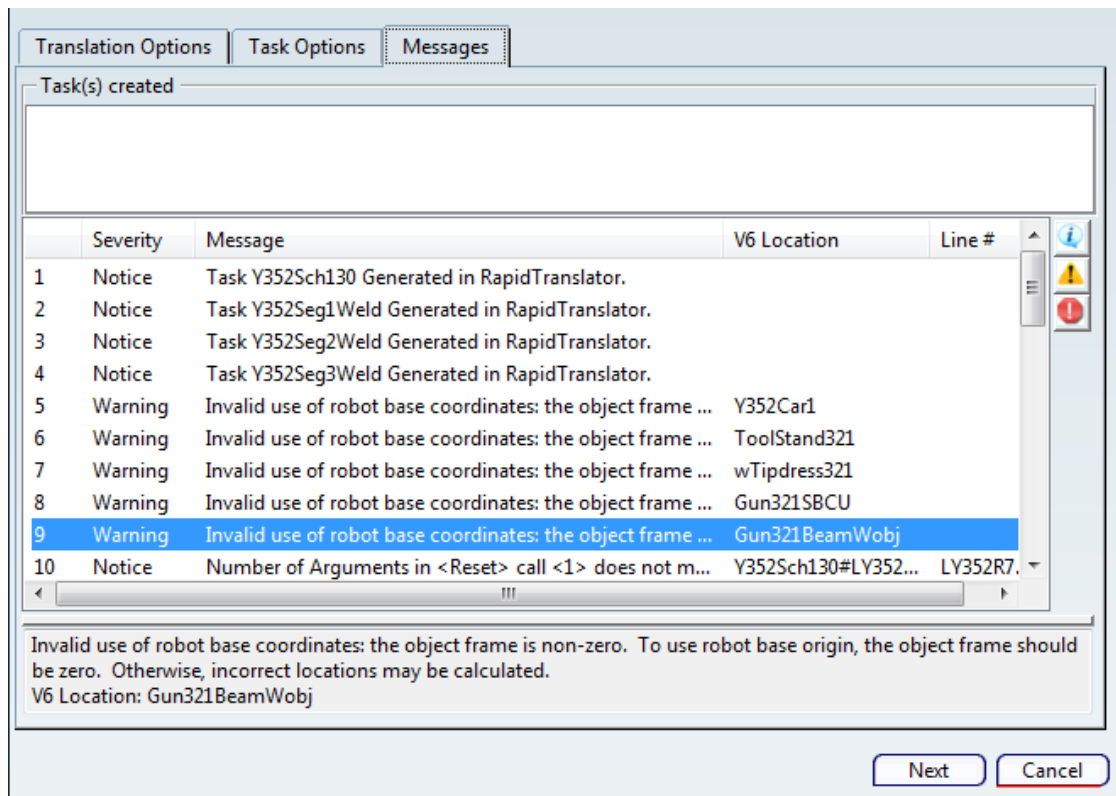 Translation Options Task Options Messages
Task(s) created
Severity Message V6 Location Line #
1 Notice Task Y352Sch130 Generated in RapidTranslator.
2 Notice Task Y352Seg1Weld Generated in RapidTranslator.
3 Notice Task Y352Seg2Weld Generated in RapidTranslator.
4 Notice Task Y352Seg3Weld Generated in RapidTranslator.
5 Warning Invalid use of robot base coordinates: the object frame ... Y352Car1
6 Warning Invalid use of robot base coordinates: the object frame ... ToolStand321
7 Warning Invalid use of robot base coordinates: the object frame ... wTipdress321
8 Warning Invalid use of robot base coordinates: the object frame ... Gun321SBCU
9 Warning Invalid use of robot base coordinates: the object frame ... Gun321BeamWobj
10 Notice Number of Arguments in <Reset> call <1> does not m... Y352Sch130#LY352... LY352R7.
Invalid use of robot base coordinates: the object frame is non-zero. To use robot base origin, the object frame should
be zero. Otherwise, incorrect locations may be calculated.
V6 Location: Gun321BeamWobj
Next Cancel